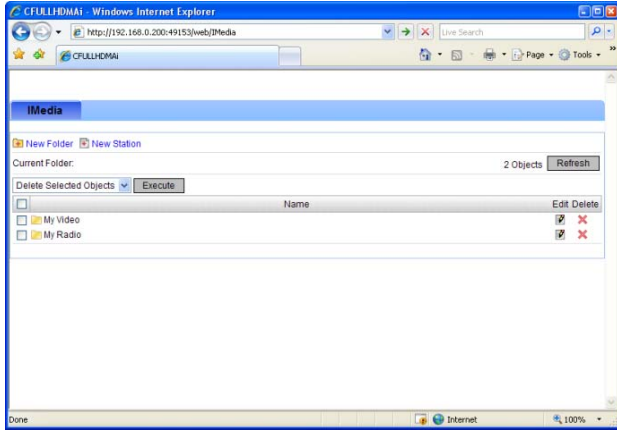 CFULLHDMAi - Windows Internet Explorer
http://192.168.0.200:49153/web/IMedia
Live Search
CFULLHDMAi
Page
Tools
»
IMedia
New Folder New Station
Current Folder: 2 Objects Refresh
Delete Selected Objects Execute
Name Edit Delete
My Video
My Radio
Done Internet 100%